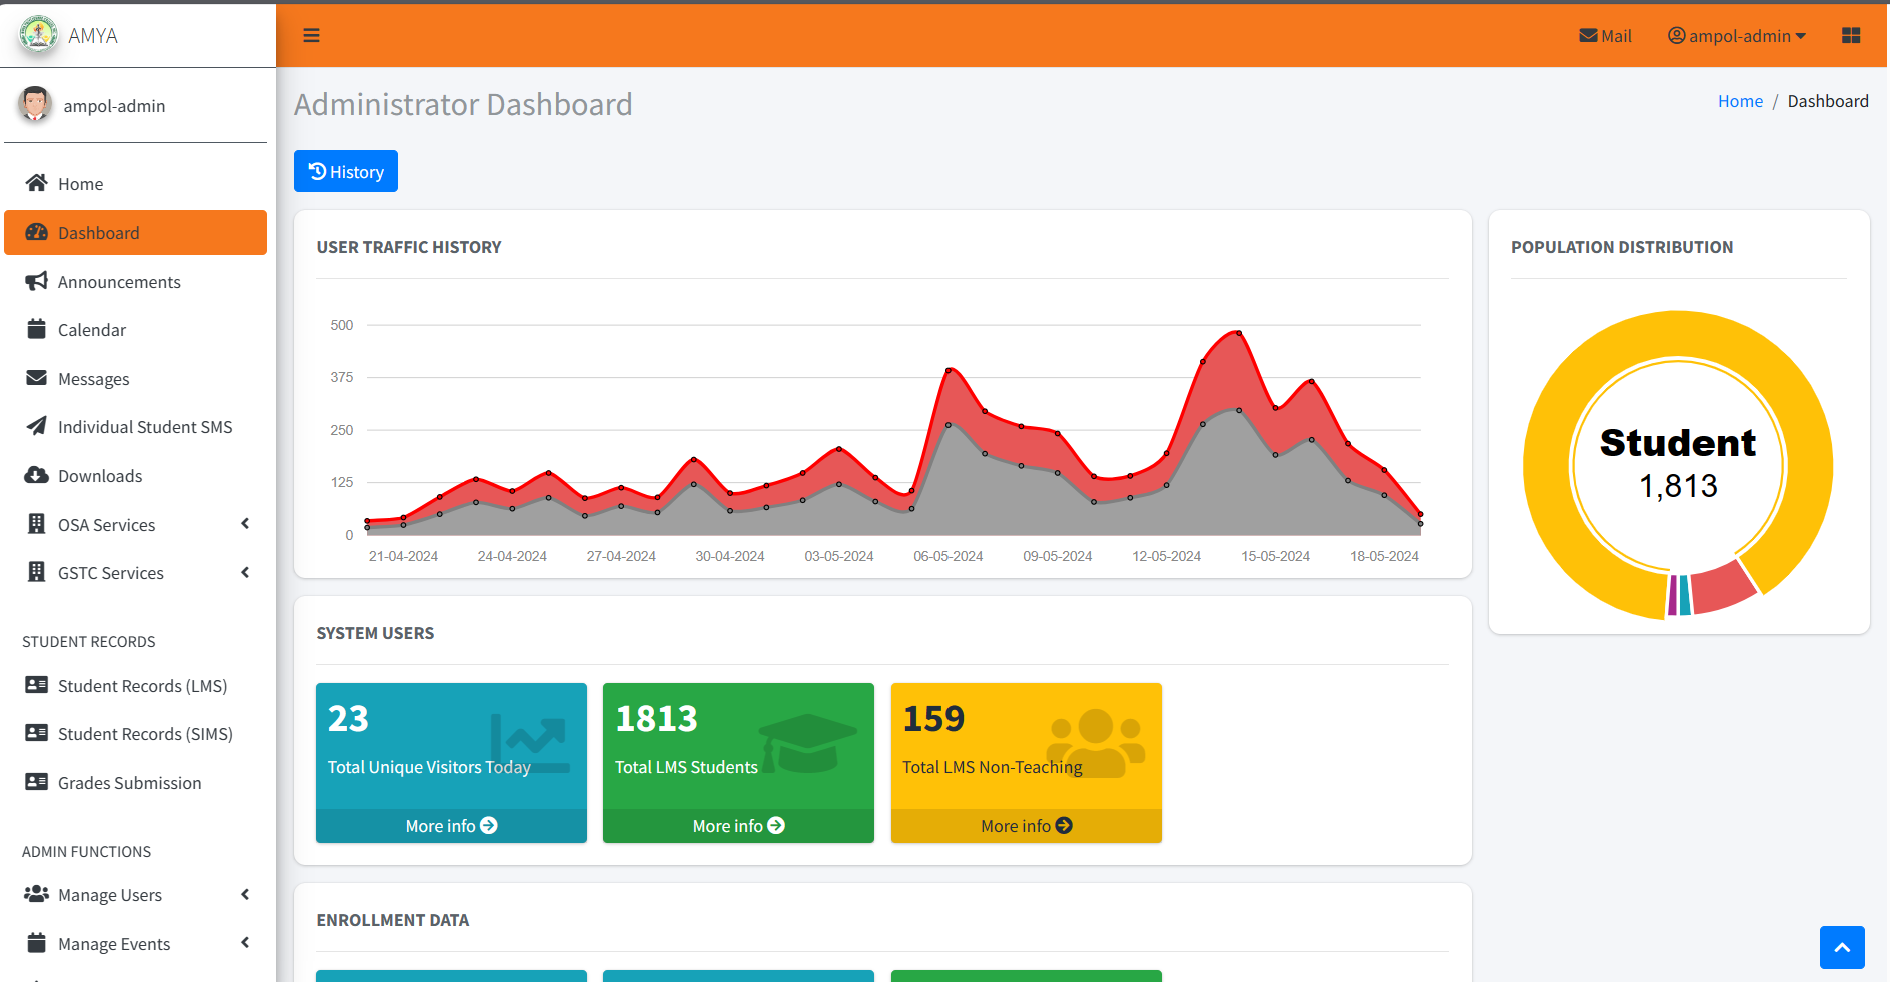 AMYA
Mail
ampol-admin
ampol-admin
Administrator Dashboard
Home / Dashboard
History
Home
Dashboard
Announcements
Calendar
Messages
Individual Student SMS
Downloads
OSA Services
GSTC Services
STUDENT RECORDS
Student Records (LMS)
Student Records (SIMS)
Grades Submission
ADMIN FUNCTIONS
Manage Users
Manage Events
USER TRAFFIC HISTORY
500
375
250
125
0
21-04-2024 24-04-2024 27-04-2024 30-04-2024 03-05-2024 06-05-2024 09-05-2024 12-05-2024 15-05-2024 18-05-2024
POPULATION DISTRIBUTION
Student
1,813
SYSTEM USERS
23
Total Unique Visitors Today
More info
1813
Total LMS Students
More info
159
Total LMS Non-Teaching
More info
ENROLLMENT DATA